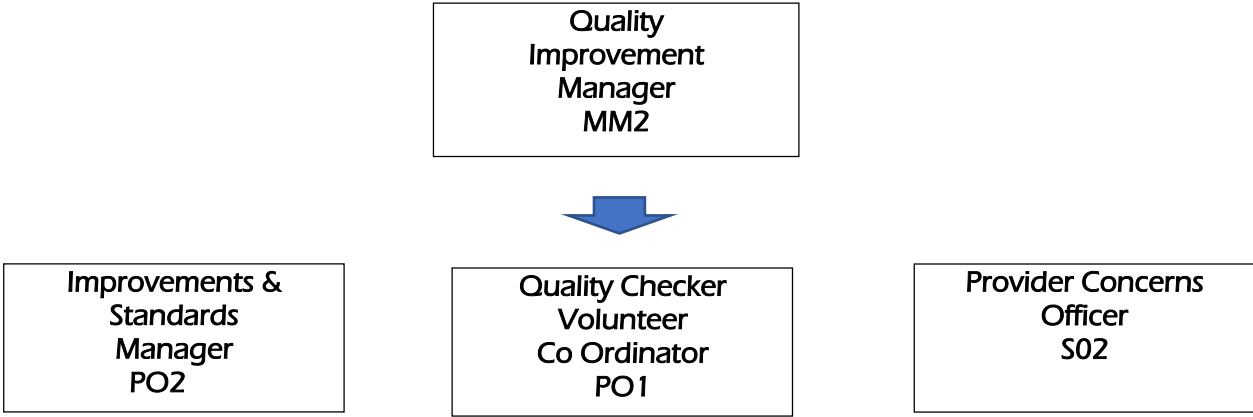 Quality
Improvement
Manager
MM2
Improvements &
Standards
Manager
PO2
Quality Checker
Volunteer
Co Ordinator
PO1
Provider Concerns
Officer
S02